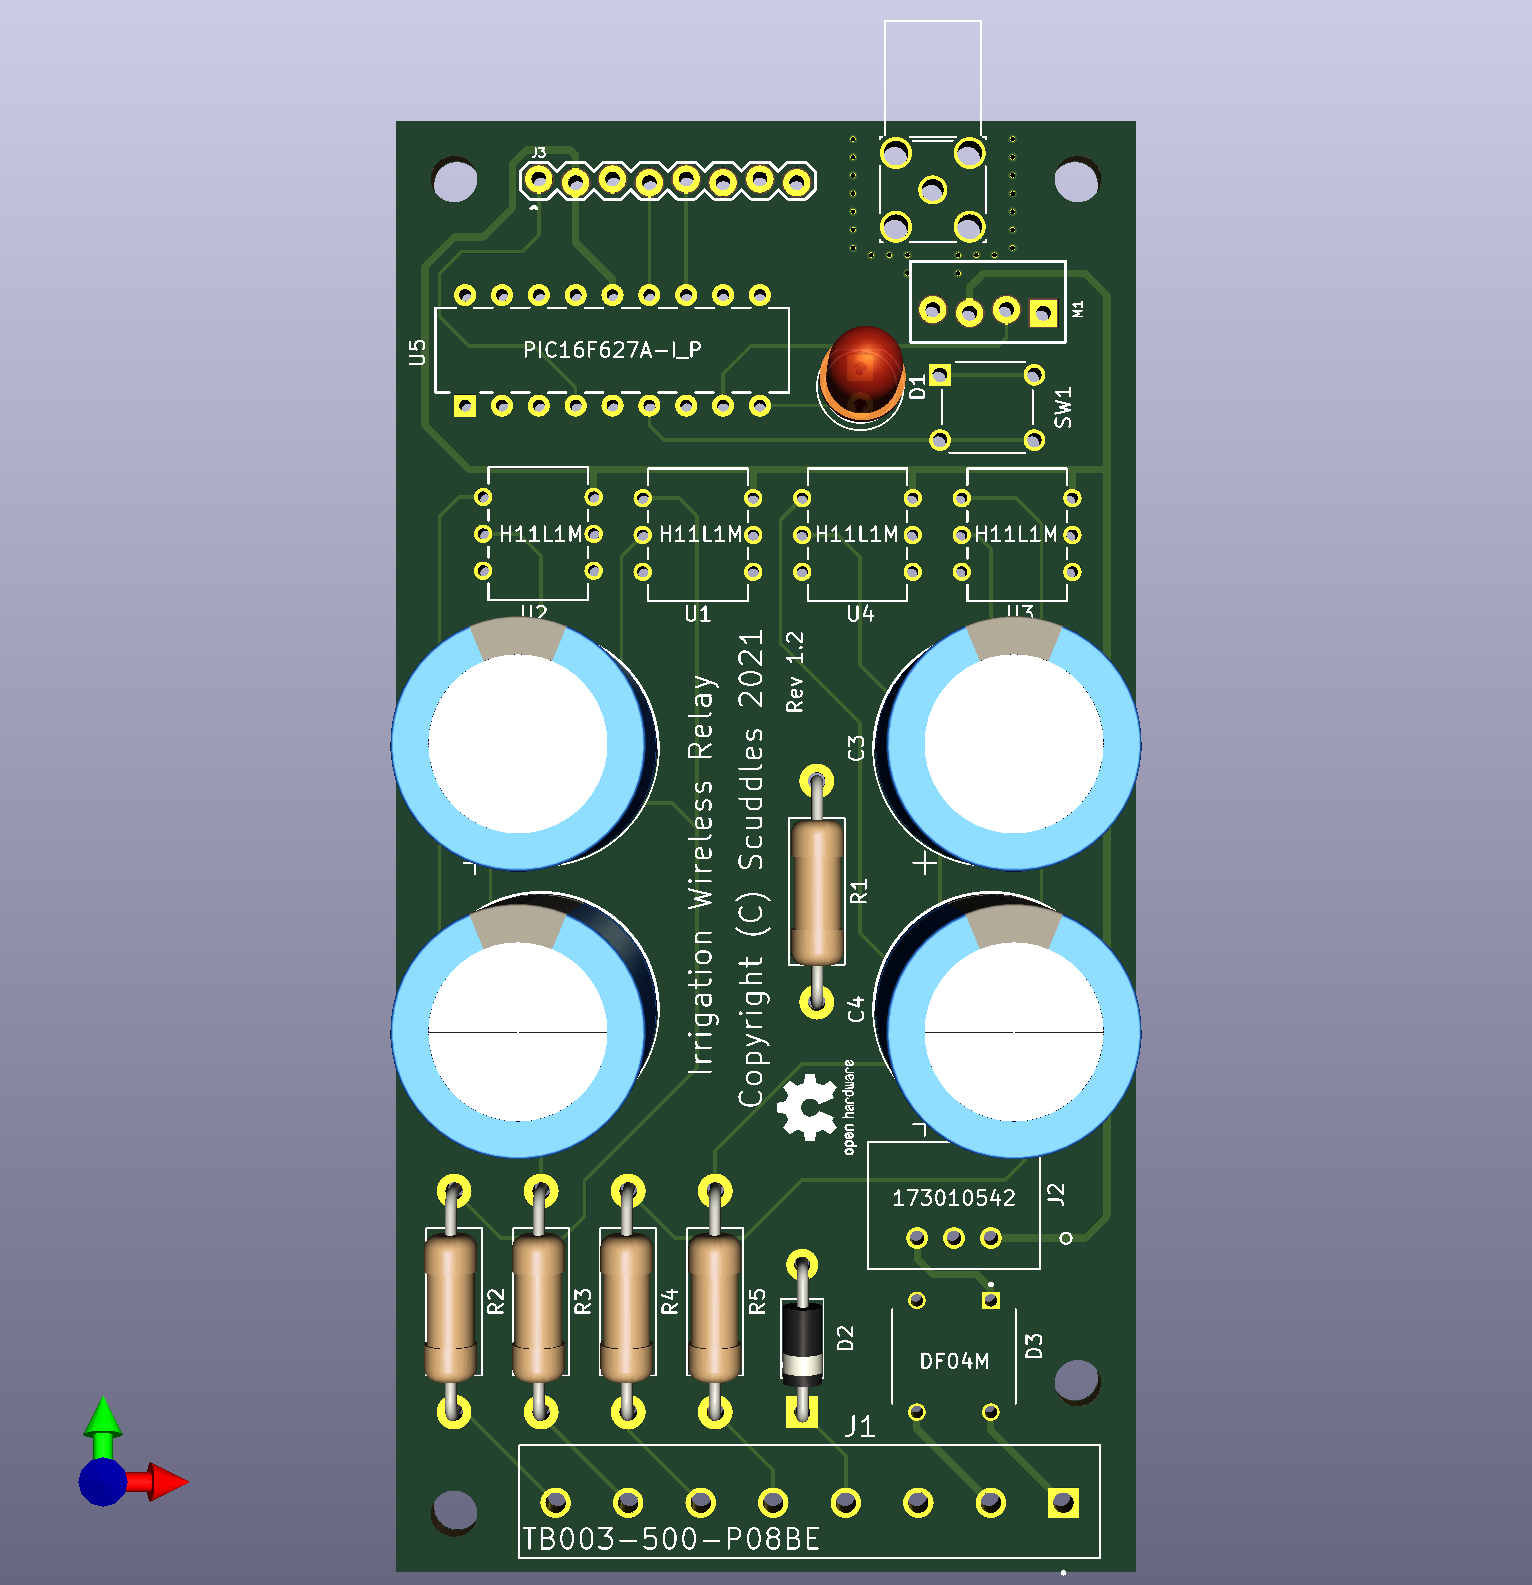 J3
M1
U5
PIC16F627A-I_P
D1
SW1
H11L1M
H11L1M
H11L1M
H11L1M
U2
U1
U4
U3
Irrigation Wireless Relay
Copyright (C) Scuddles 2021
Rev 1.2
C3
R1
C4
open hardware
173010542
J2
R2
R3
R4
R5
D2
DF04M
D3
J1
TB003-500-P08BE